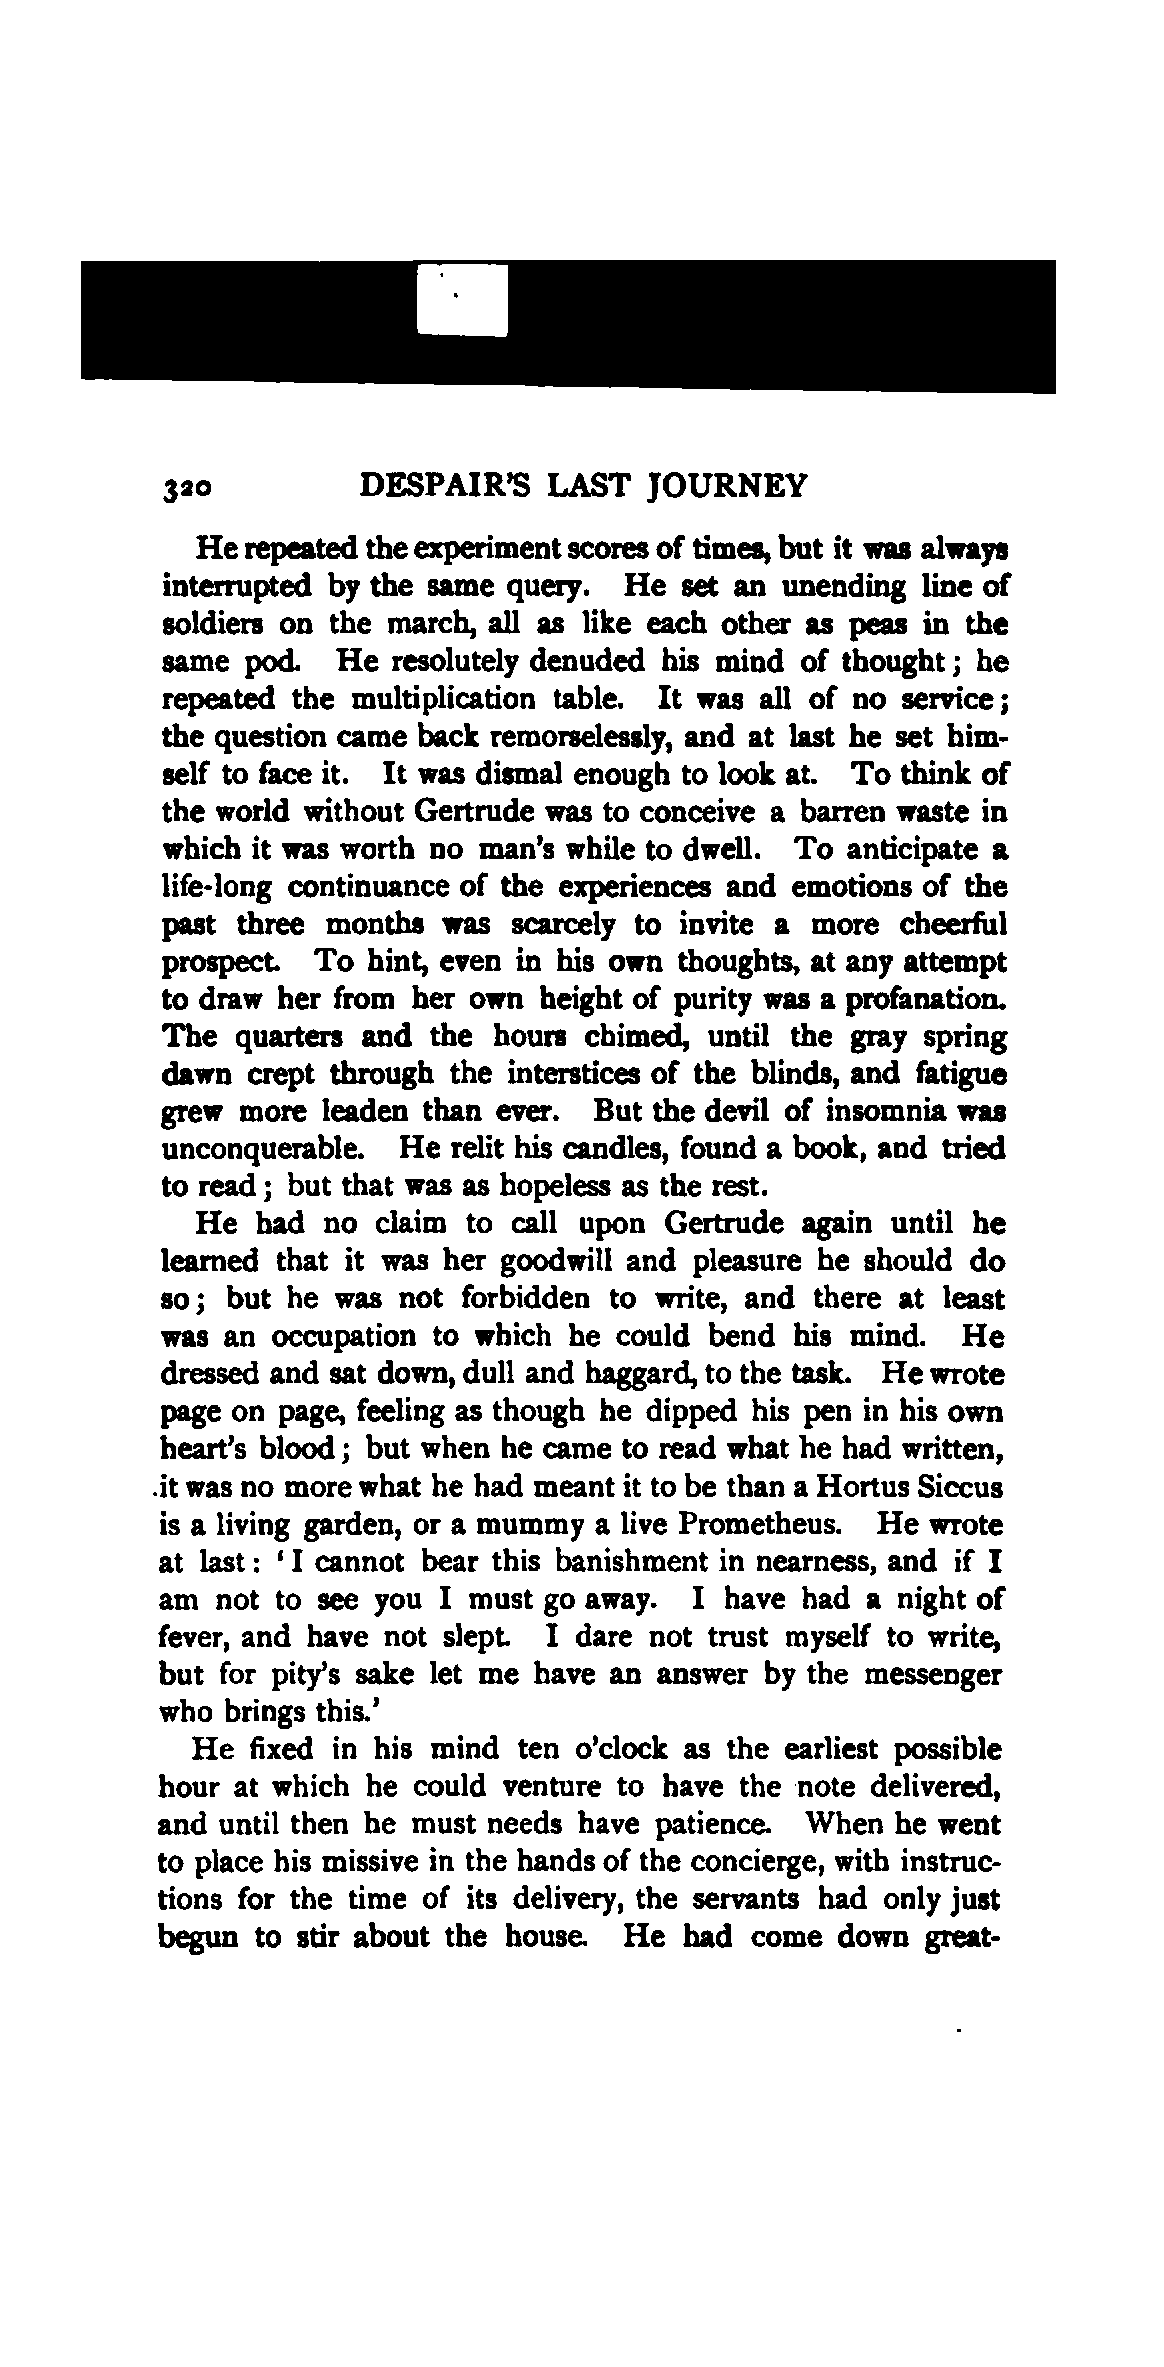 320 DESPAIR'S LAST JOURNEY
He repeated the experiment scores of times, but it was always
interrupted by the same query. He set an unending line of
soldiers on the march, all as like each other as peas in the
same pod. He resolutely denuded his mind of thought; he
repeated the multiplication table. It was all of no service;
the question came back remorselessly, and at last he set him-
self to face it. It was dismal enough to look at. To think of
the world without Gertrude was to conceive a barren waste in
which it was worth no man's while to dwell. To anticipate a
life-long continuance of the experiences and emotions of the
past three months was scarcely to invite a more cheerful
prospect. To hint, even in his own thoughts, at any attempt
to draw her from her own height of purity was a profanation.
The quarters and the hours chimed, until the gray spring
dawn crept through the interstices of the blinds, and fatigue
grew more leaden than ever. But the devil of insomnia was
unconquerable. He relit his candles, found a book, and tried
to read; but that was as hopeless as the rest.
He had no claim to call upon Gertrude again until he
learned that it was her goodwill and pleasure he should do
so; but he was not forbidden to write, and there at least
was an occupation to which he could bend his mind. He
dressed and sat down, dull and haggard, to the task. He wrote
page on page, feeling as though he dipped his pen in his own
heart's blood; but when he came to read what he had written,
it was no more what he had meant it to be than a Hortus Siccus
is a living garden, or a mummy a live Prometheus. He wrote
at last: 'I cannot bear this banishment in nearness, and if I
am not to see you I must go away. I have had a night of
fever, and have not slept. I dare not trust myself to write,
but for pity's sake let me have an answer by the messenger
who brings this.'
He fixed in his mind ten o'clock as the earliest possible
hour at which he could venture to have the note delivered,
and until then he must needs have patience. When he went
to place his missive in the hands of the concierge, with instruc-
tions for the time of its delivery, the servants had only just
begun to stir about the house. He had come down great-